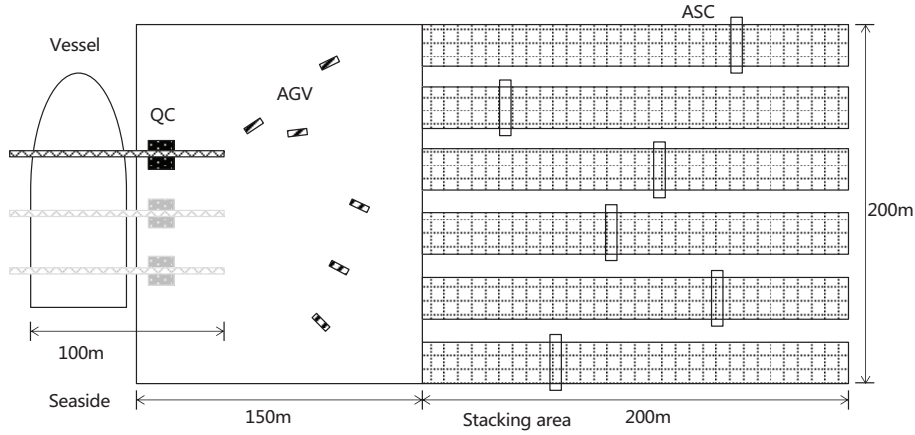 ASC
Vessel
AGV
QC
200m
100m
Seaside
150m
Stacking area
200m